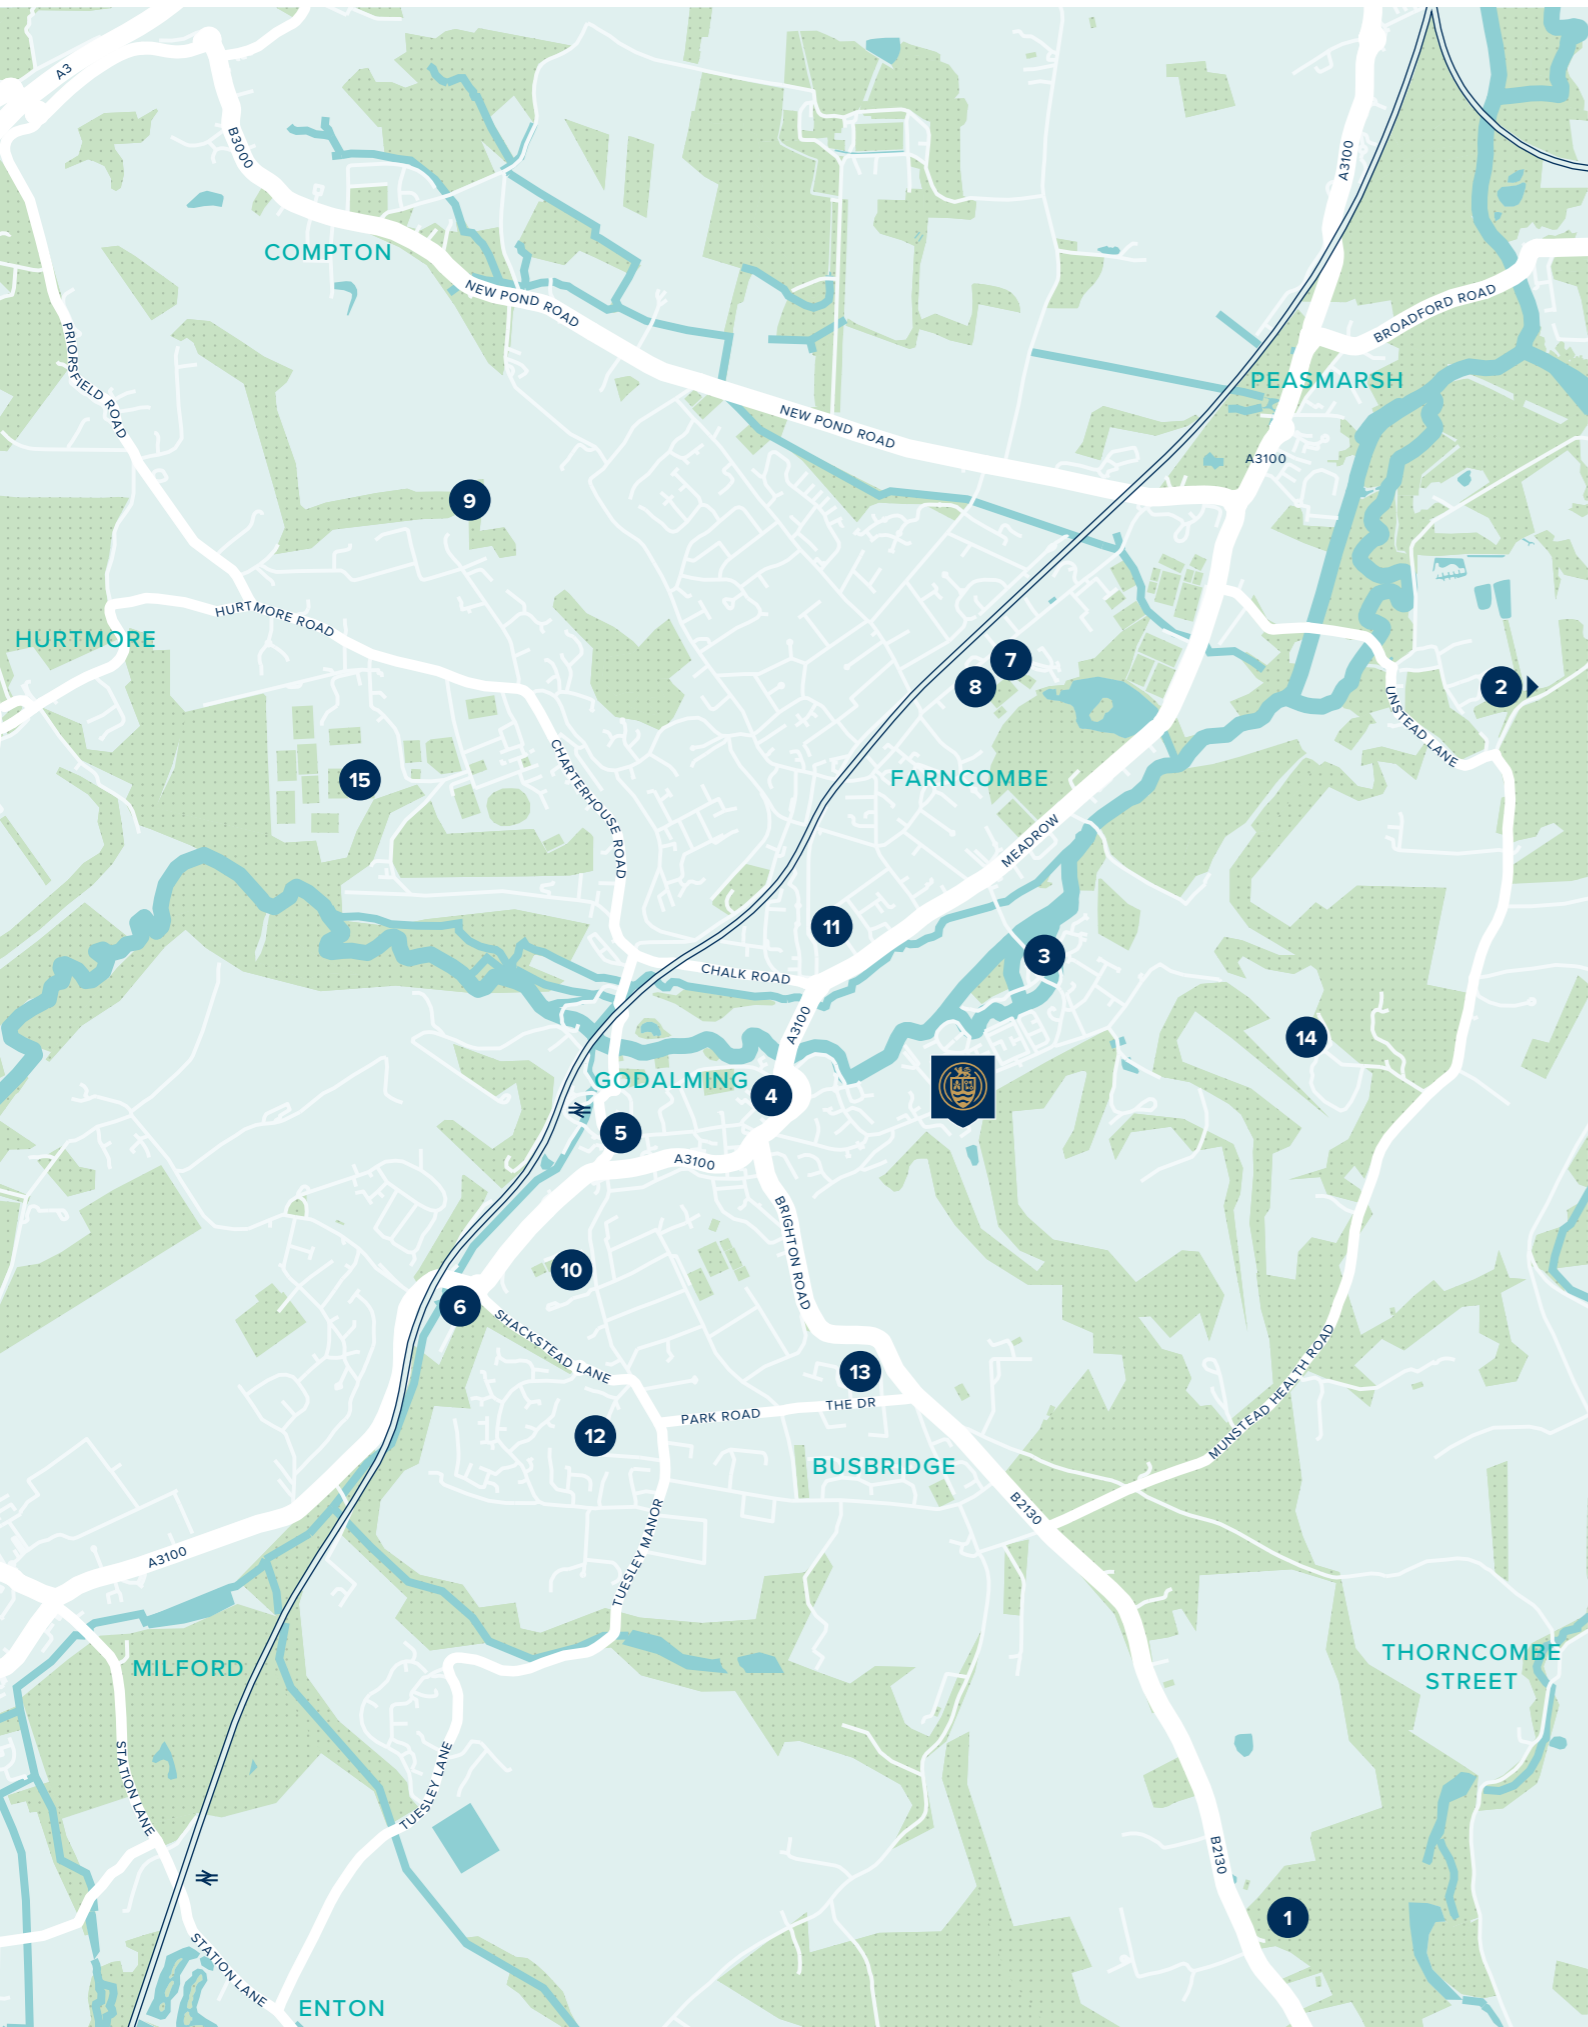 A3
B3000
A3100
COMPTON
NEW POND ROAD
BROADFORD ROAD
PRIORSFIELD ROAD
PEASMARSH
NEW POND ROAD
A3100
9
HURTMORE ROAD
HURTMORE
7
8
2
UNSTEAD LANE
CHARTERHOUSE ROAD
15
FARNCOMBE
MEADROW
11
3
CHALK ROAD
A3100
14
GODALMING
4
5
A3100
BRIGHTON ROAD
10
6
SHACKSTEAD LANE
13
MUNSTEAD HEALTH ROAD
THE DR
PARK ROAD
12
BUSBRIDGE
B2130
TUESLEY MANOR
A3100
MILFORD
THORNCOMBE
STREET
STATION LANE
TUESLEY LANE
B2130
1
STATION LANE
ENTON